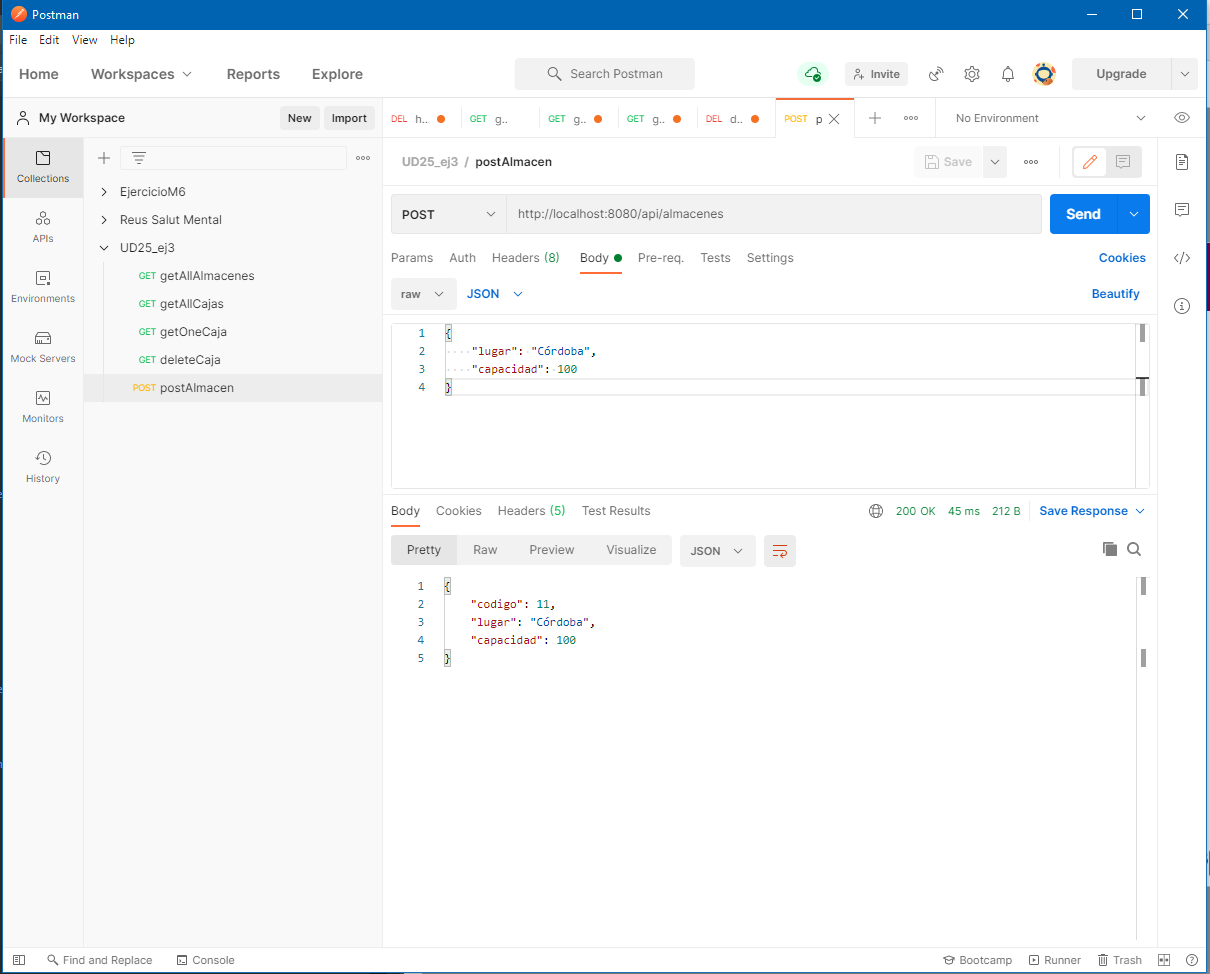 Postman
File Edit View Help
Home Workspaces Reports Explore Search Postman Invite Upgrade
My Workspace New Import
DEL h.. GET g.. GET g.. GET g.. DEL d.. POST p No Environment
Collections
APIs
Environments
Mock Servers
Monitors
History
EjercicioM6
Reus Salut Mental
UD25_ej3
GET getAllAlmacenes
GET getAllCajas
GET getOneCaja
GET deleteCaja
POST postAlmacen
UD25_ej3 / postAlmacen Save
POST http://localhost:8080/api/almacenes Send
Params Auth Headers (8) Body Pre-req. Tests Settings Cookies
raw JSON Beautify
1 {
2 "lugar": "Córdoba",
3 "capacidad": 100
4 }
Body Cookies Headers (5) Test Results 200 OK 45 ms 212 B Save Response
Pretty Raw Preview Visualize JSON
1 {
2 "codigo": 11,
3 "lugar": "Córdoba",
4 "capacidad": 100
5 }
Find and Replace Console Bootcamp Runner Trash